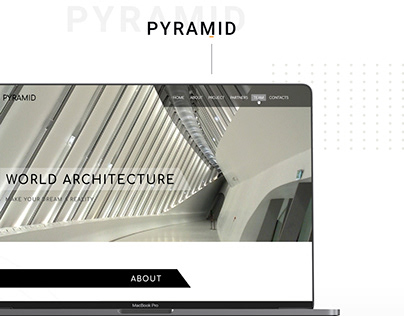 PYRAMID
PYRAMID
PYRAMID HOME ABOUT PROJECT PARTNERS TEAM CONTACTS
WORLD ARCHITECTURE
MAKE YOUR DREAM A REALITY
ABOUT
MacBook Pro